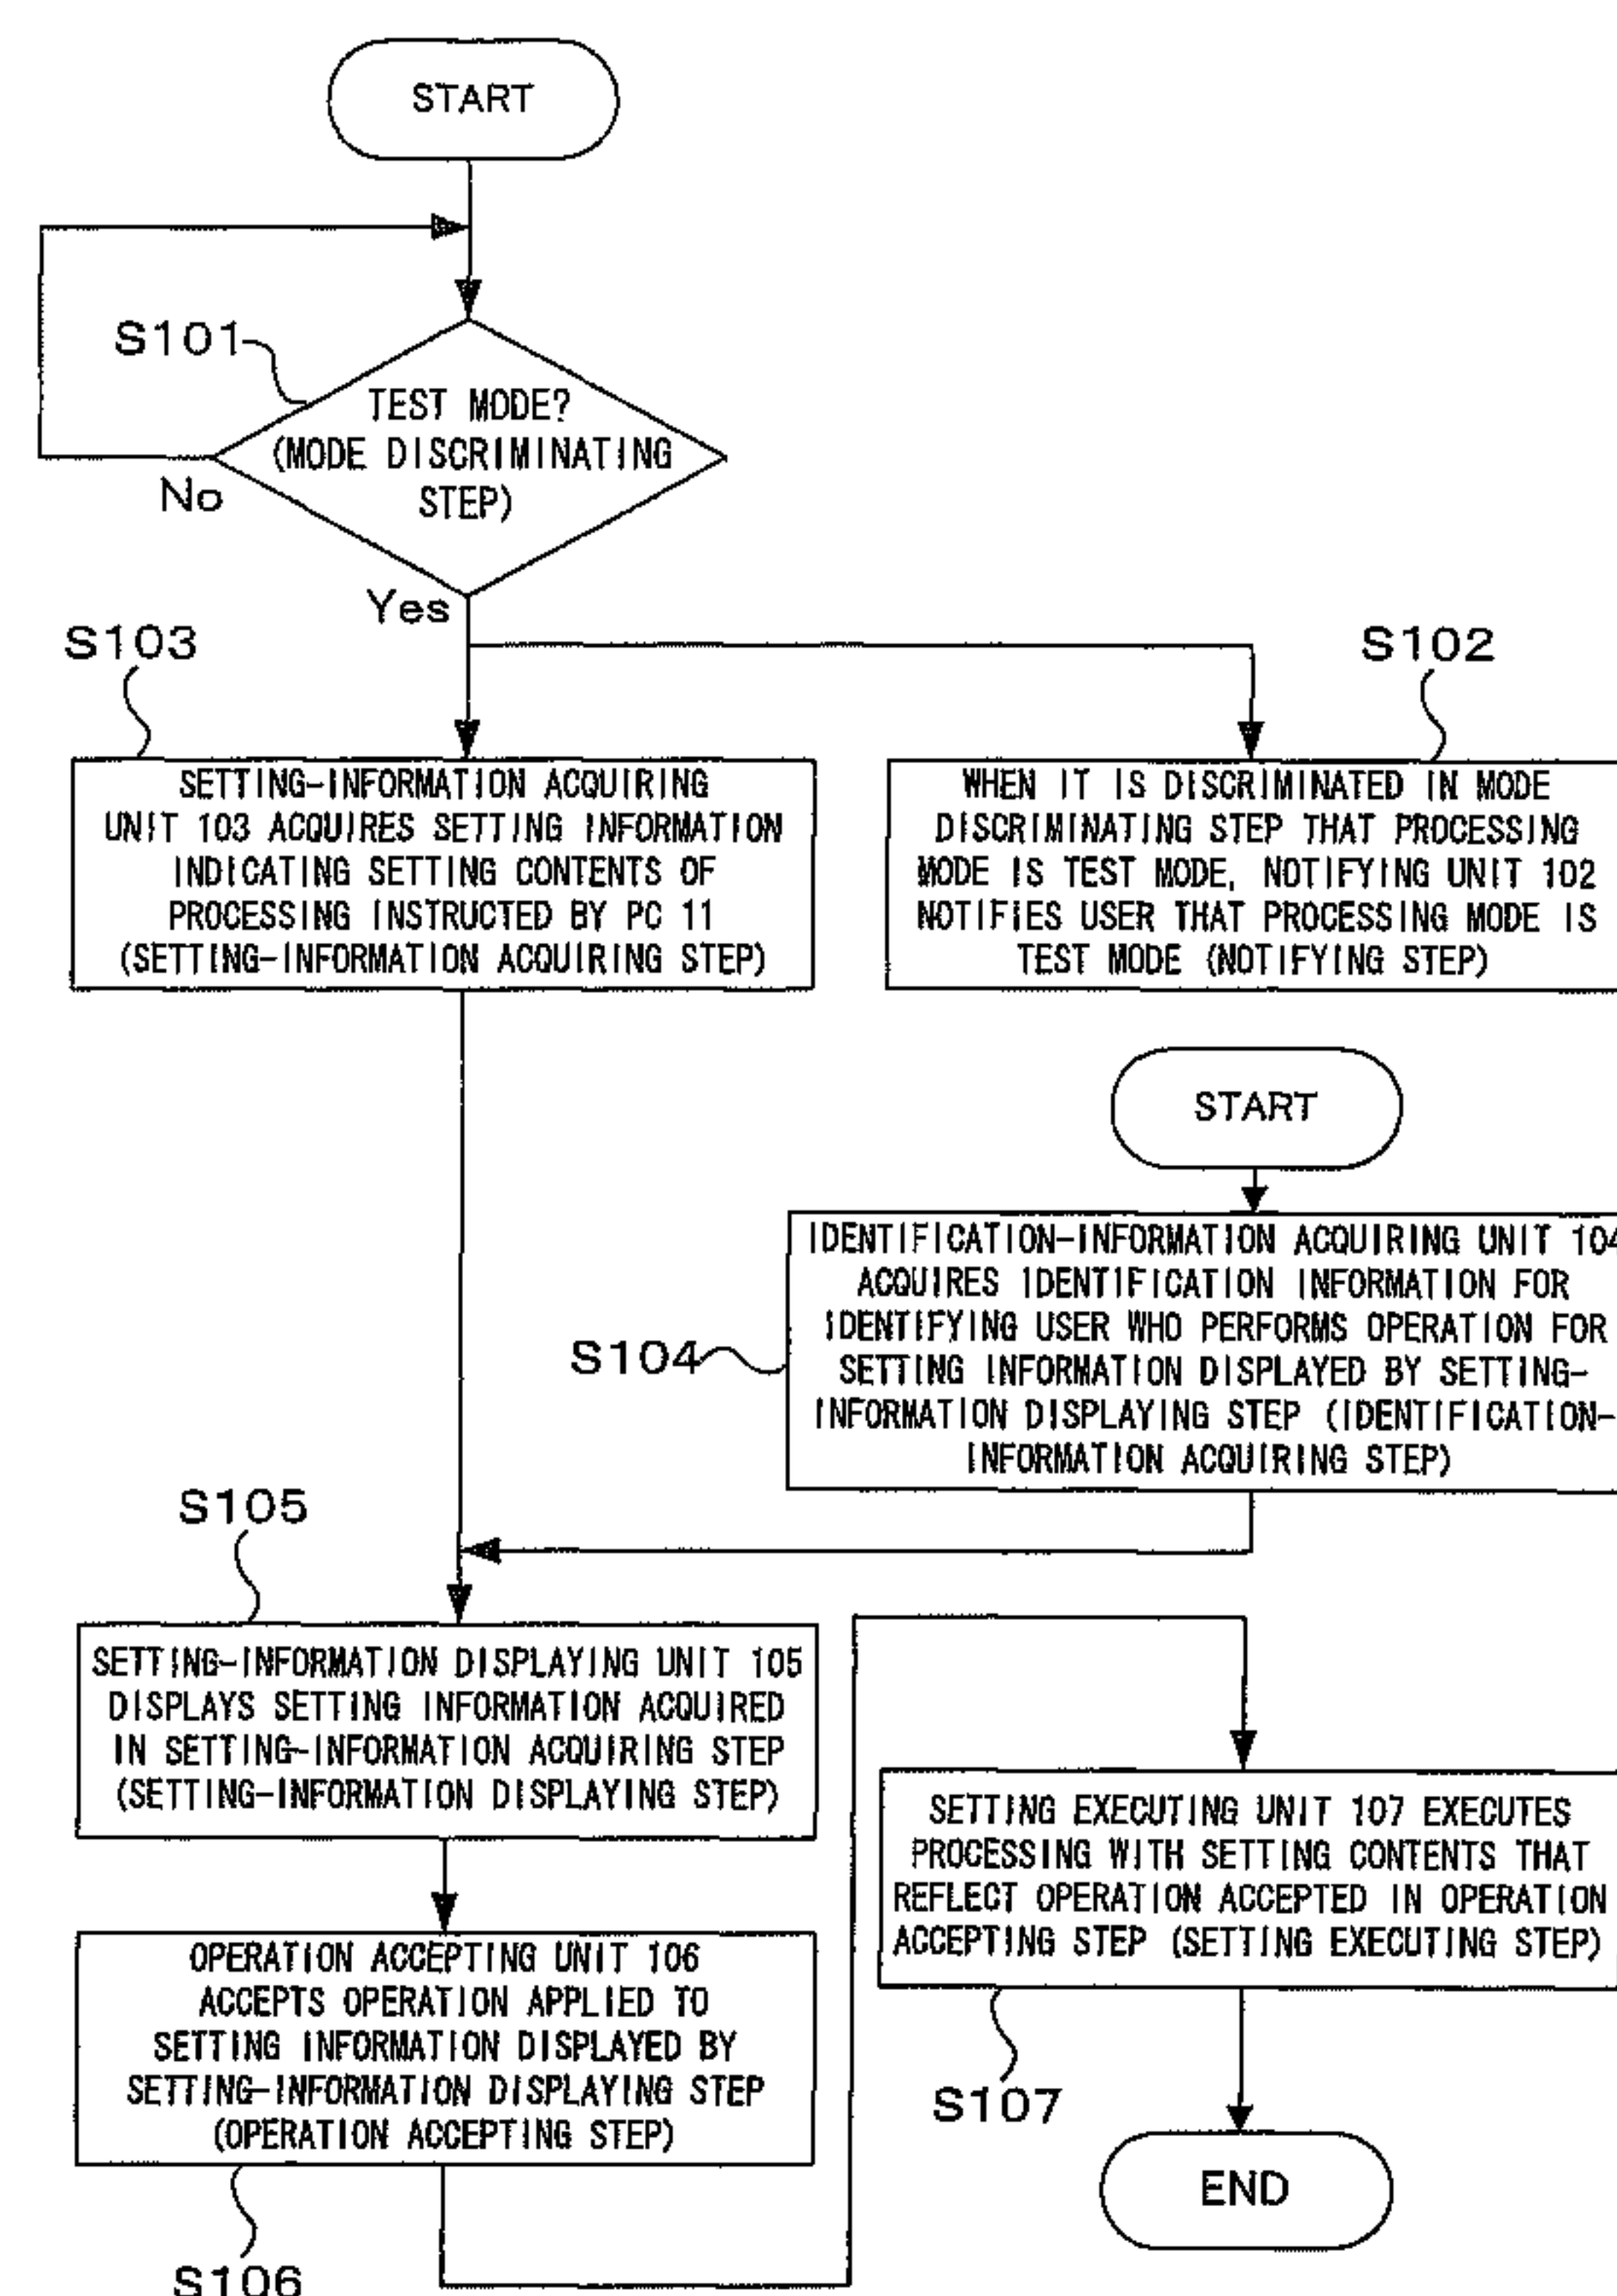 START
S101
TEST MODE?
(MODE DISCRIMINATING
STEP)
No
Yes
S103
S102
SETTING-INFORMATION ACQUIRING
UNIT 103 ACQUIRES SETTING INFORMATION
INDICATING SETTING CONTENTS OF
PROCESSING INSTRUCTED BY PC 11
(SETTING-INFORMATION ACQUIRING STEP)
WHEN IT IS DISCRIMINATED IN MODE
DISCRIMINATING STEP THAT PROCESSING
MODE IS TEST MODE, NOTIFYING UNIT 102
NOTIFIES USER THAT PROCESSING MODE IS
TEST MODE (NOTIFYING STEP)
START
IDENTIFICATION-INFORMATION ACQUIRING UNIT 104
ACQUIRES IDENTIFICATION INFORMATION FOR
IDENTIFYING USER WHO PERFORMS OPERATION FOR
SETTING INFORMATION DISPLAYED BY SETTING-
INFORMATION DISPLAYING STEP (IDENTIFICATION-
INFORMATION ACQUIRING STEP)
S104
S105
SETTING-INFORMATION DISPLAYING UNIT 105
DISPLAYS SETTING INFORMATION ACQUIRED
IN SETTING-INFORMATION ACQUIRING STEP
(SETTING-INFORMATION DISPLAYING STEP)
OPERATION ACCEPTING UNIT 106
ACCEPTS OPERATION APPLIED TO
SETTING INFORMATION DISPLAYED BY
SETTING-INFORMATION DISPLAYING STEP
(OPERATION ACCEPTING STEP)
S106
SETTING EXECUTING UNIT 107 EXECUTES
PROCESSING WITH SETTING CONTENTS THAT
REFLECT OPERATION ACCEPTED IN OPERATION
ACCEPTING STEP (SETTING EXECUTING STEP)
S107
END